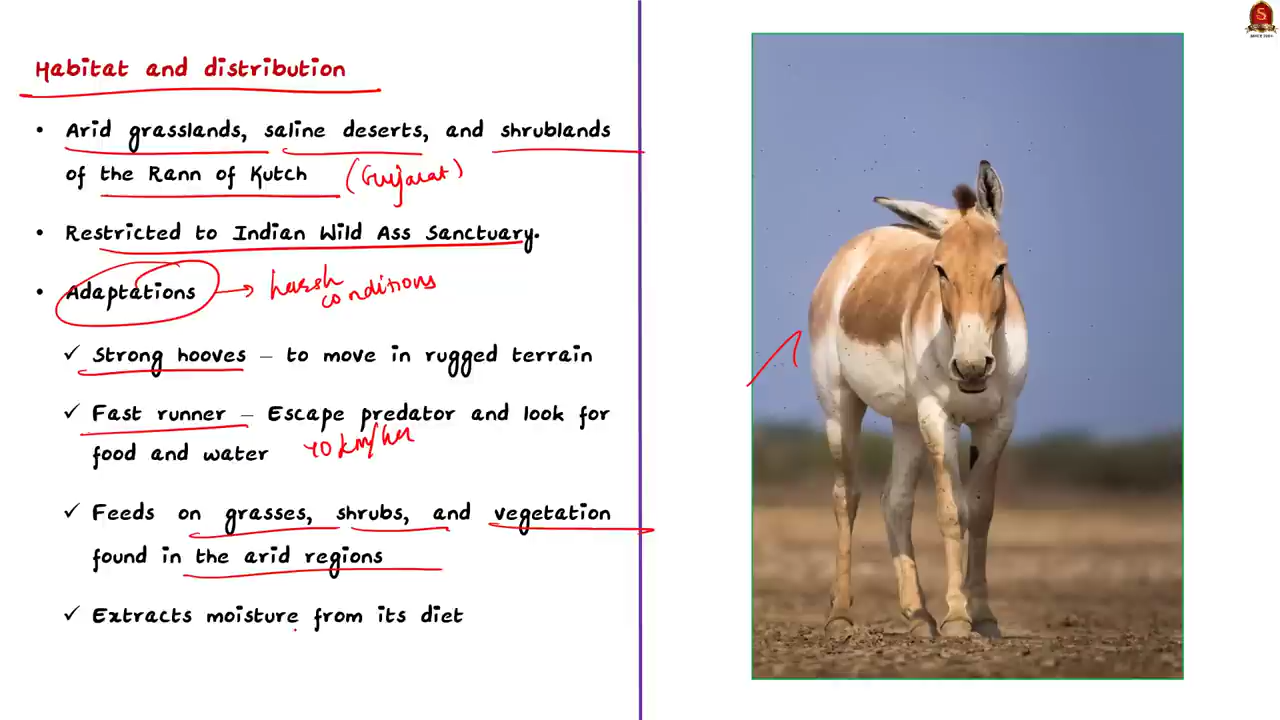 Habitat and distribution
• Arid grasslands, saline deserts, and shrublands
of the Rann of Kutch (Gujarat)
• Restricted to Indian Wild Ass Sanctuary.
• Adaptations → harsh
conditions
✓ Strong hooves – to move in rugged terrain
✓ Fast runner – Escape predator and look for
food and water 70 km/hr
✓ Feeds on grasses, shrubs, and vegetation
found in the arid regions
✓ Extracts moisture from its diet
S